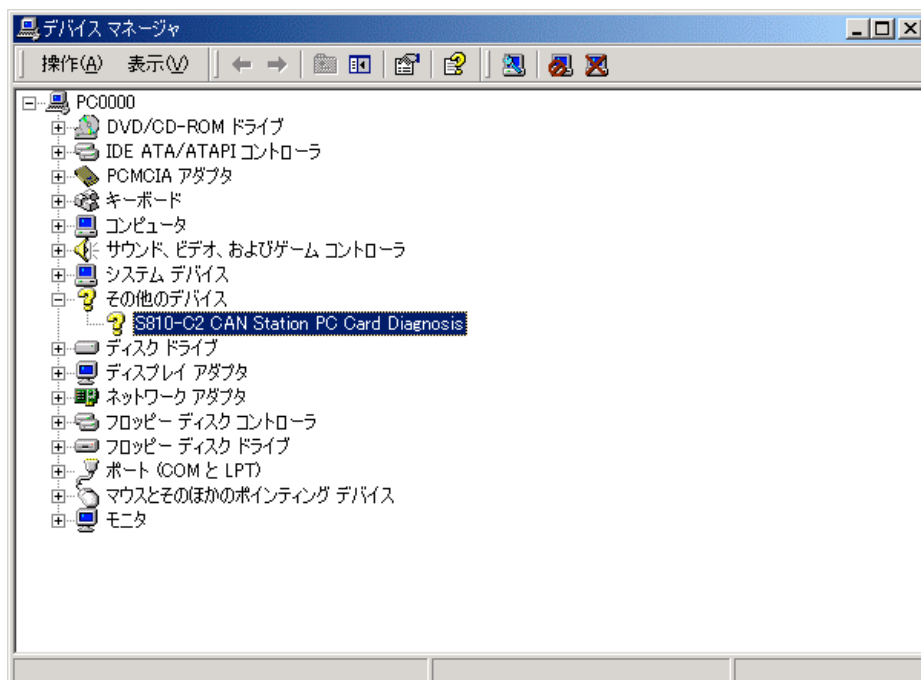 デバイス マネージャ
操作(A) 表示(V)
PC0000
DVD/CD-ROM ドライブ
IDE ATA/ATAPI コントローラ
PCMCIA アダプタ
キーボード
コンピュータ
サウンド、ビデオ、およびゲーム コントローラ
システム デバイス
その他のデバイス
S810-C2 CAN Station PC Card Diagnosis
ディスク ドライブ
ディスプレイ アダプタ
ネットワーク アダプタ
フロッピー ディスク コントローラ
フロッピー ディスク ドライブ
ポート (COM と LPT)
マウスとそのほかのポインティング デバイス
モニタ